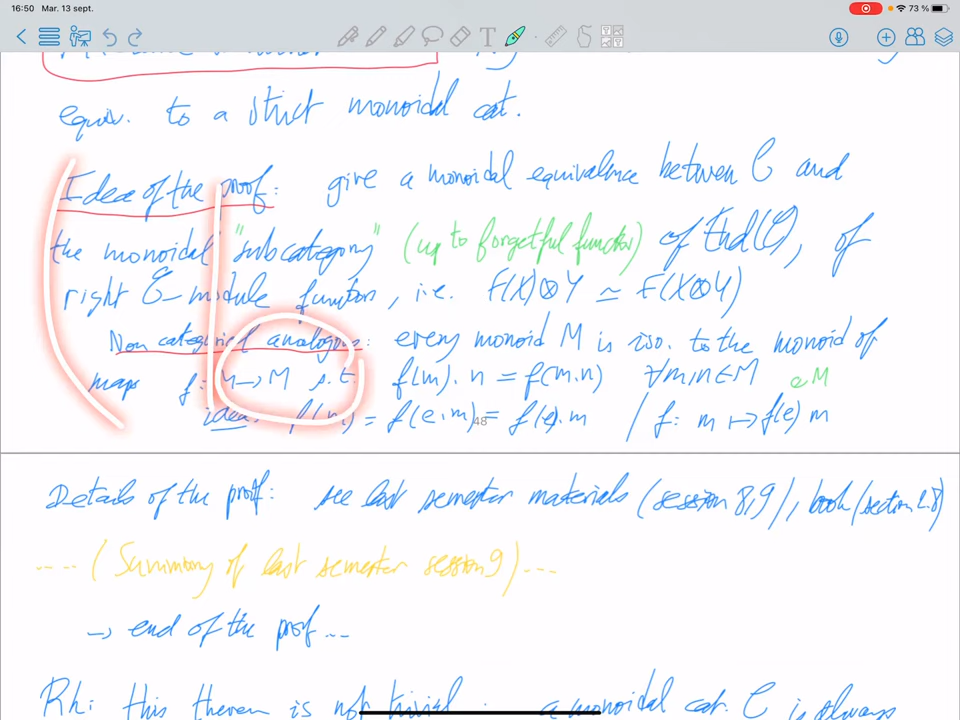 16:50 Mar. 13 sept.
73 %
equiv. to a strict monoidal cat.
Idea of the proof: give a monoidal equivalence between C and
the monoidal "subcategory" (up to forgetful functor) of End(C), of
right C-module function, i.e. F(X)⊗Y ≃ F(X⊗Y)
Non categorical analogous: every monoid M is iso. to the monoid of
maps f: M → M s.t. f(m).n = f(m.n) ∀m,n∈M
idea: f(m) = f(e.m) = f(e).m / f: m ↦ f(e) m
∈M
48
Details of the proof: see last semester materials (session 8,9), book (section 2.8)
.... (Summary of last semester session 9) ...
→ end of the proof...
Rk: this theorem is not trivial a monoidal cat. C is always